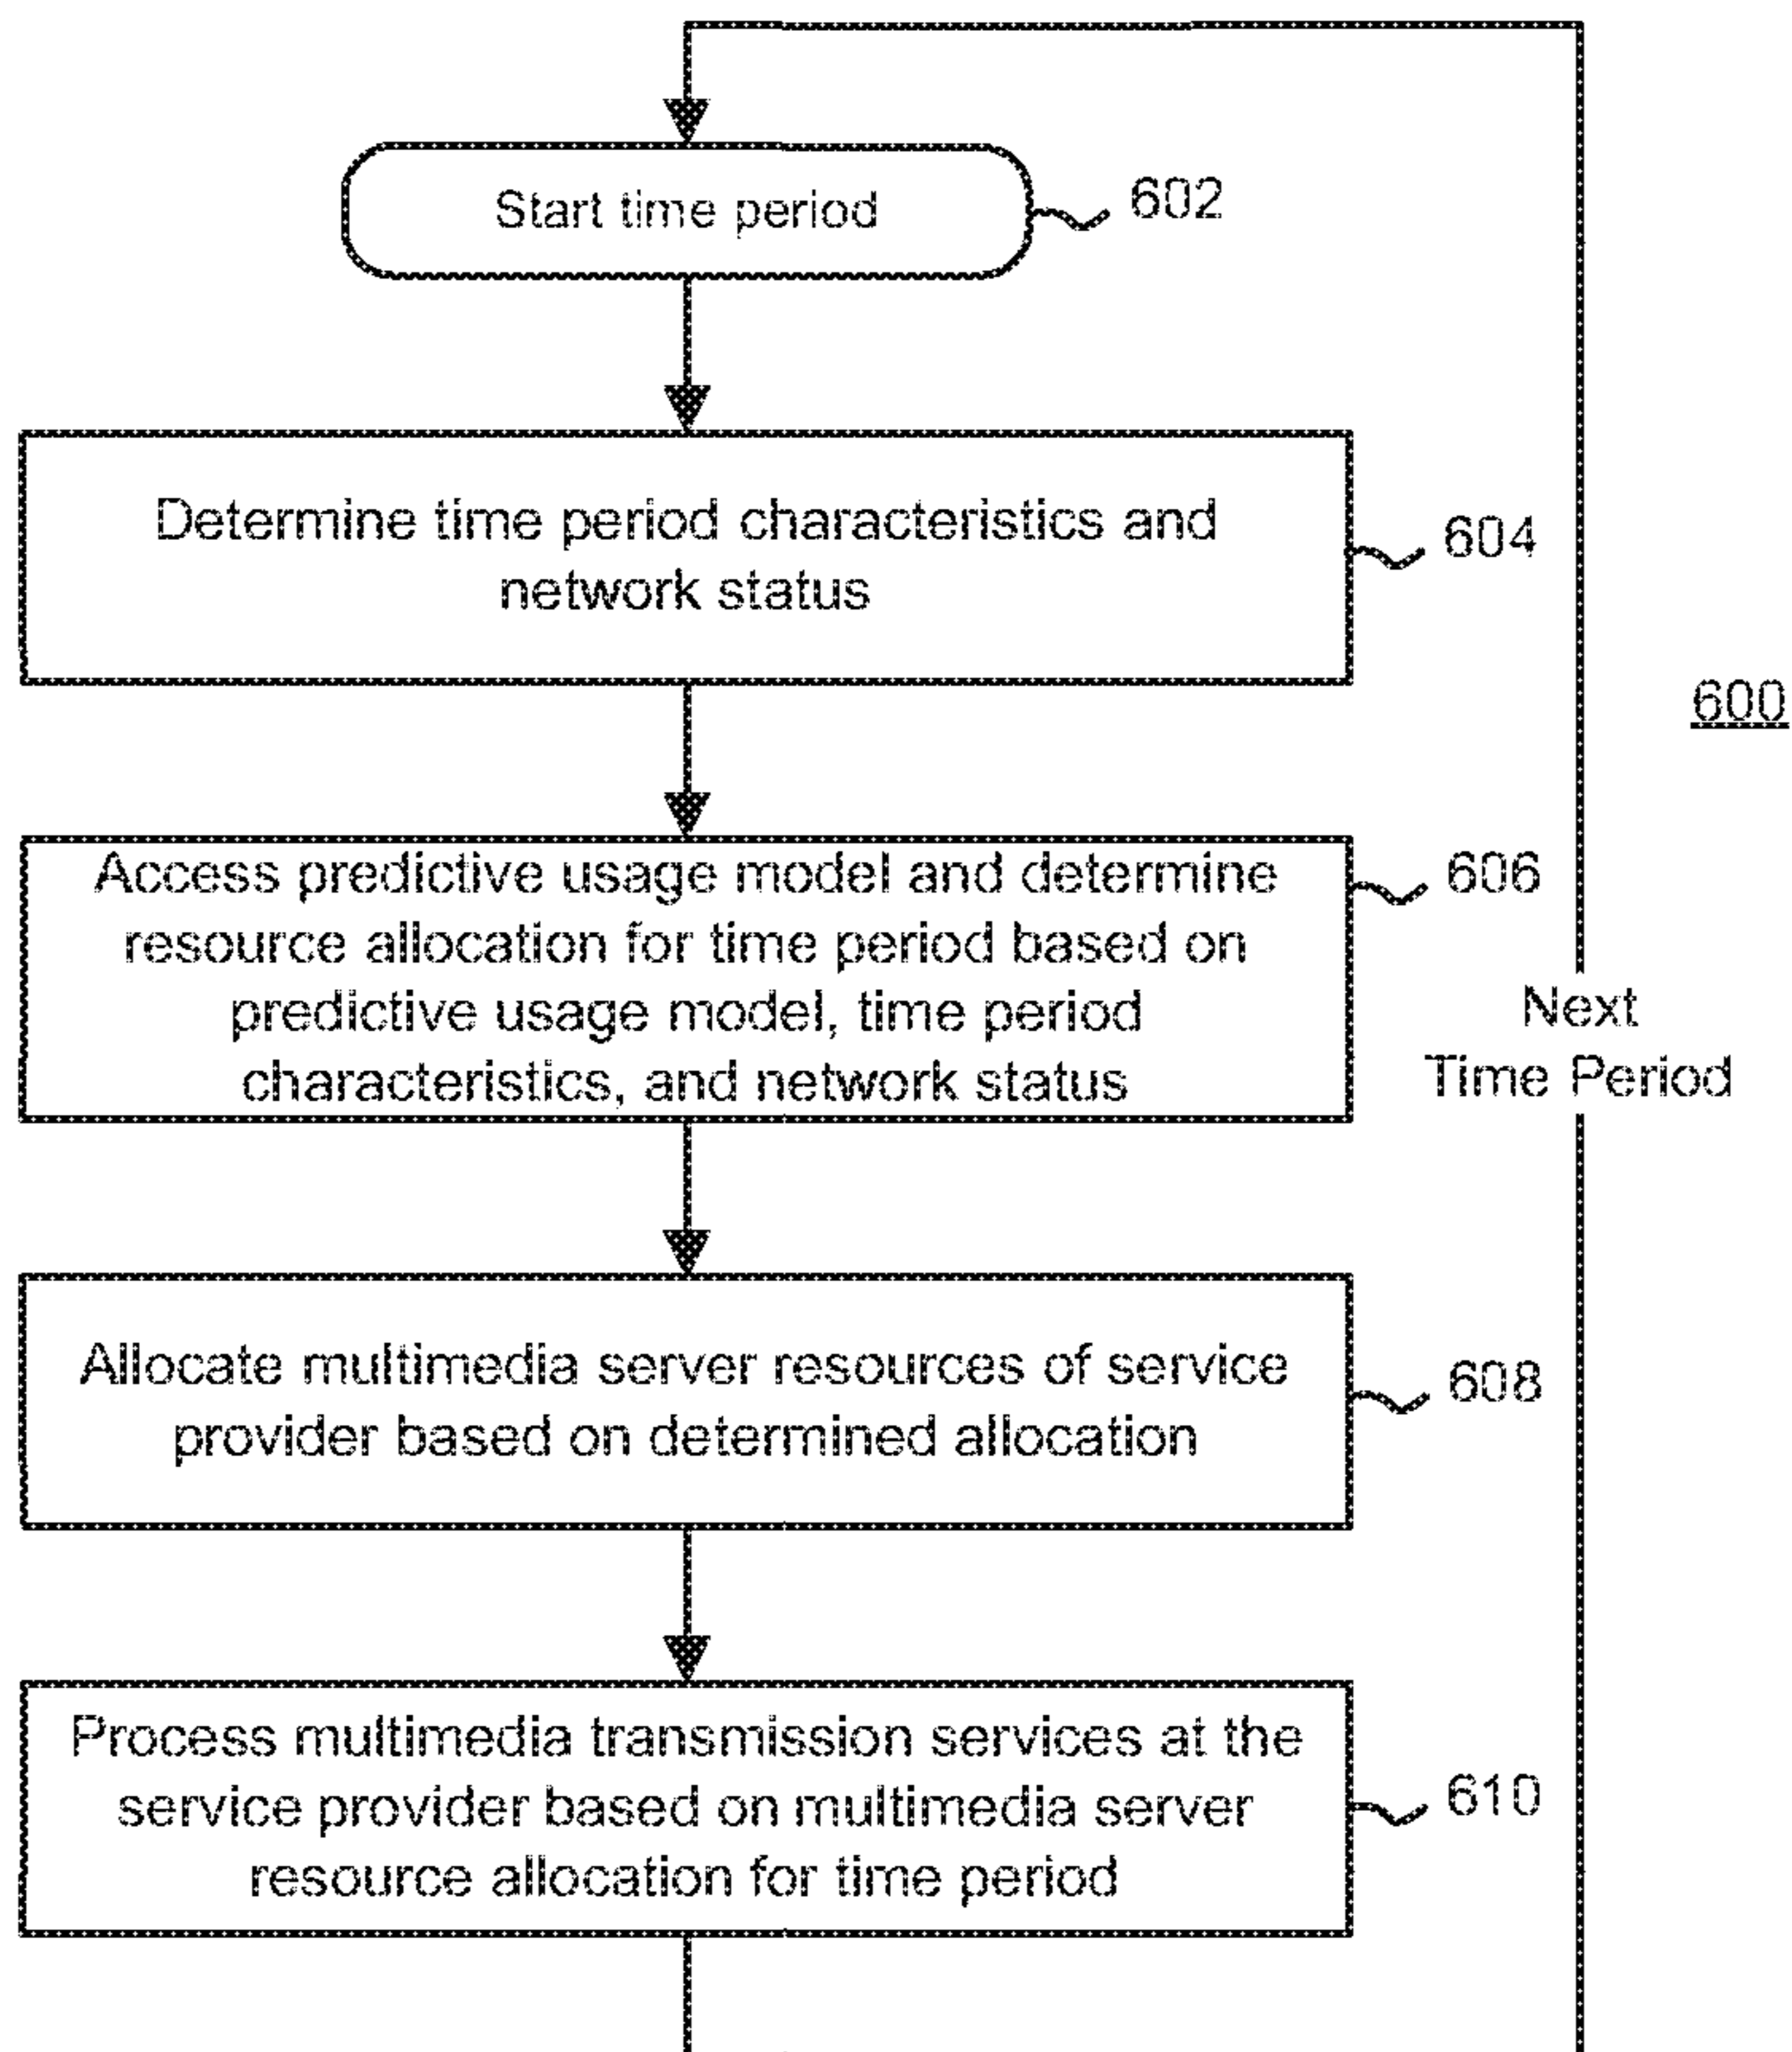 Start time period
602
Determine time period characteristics and
network status
604
600
Access predictive usage model and determine
resource allocation for time period based on
predictive usage model, time period
characteristics, and network status
606
Next
Time Period
Allocate multimedia server resources of service
provider based on determined allocation
608
Process multimedia transmission services at the
service provider based on multimedia server
resource allocation for time period
610